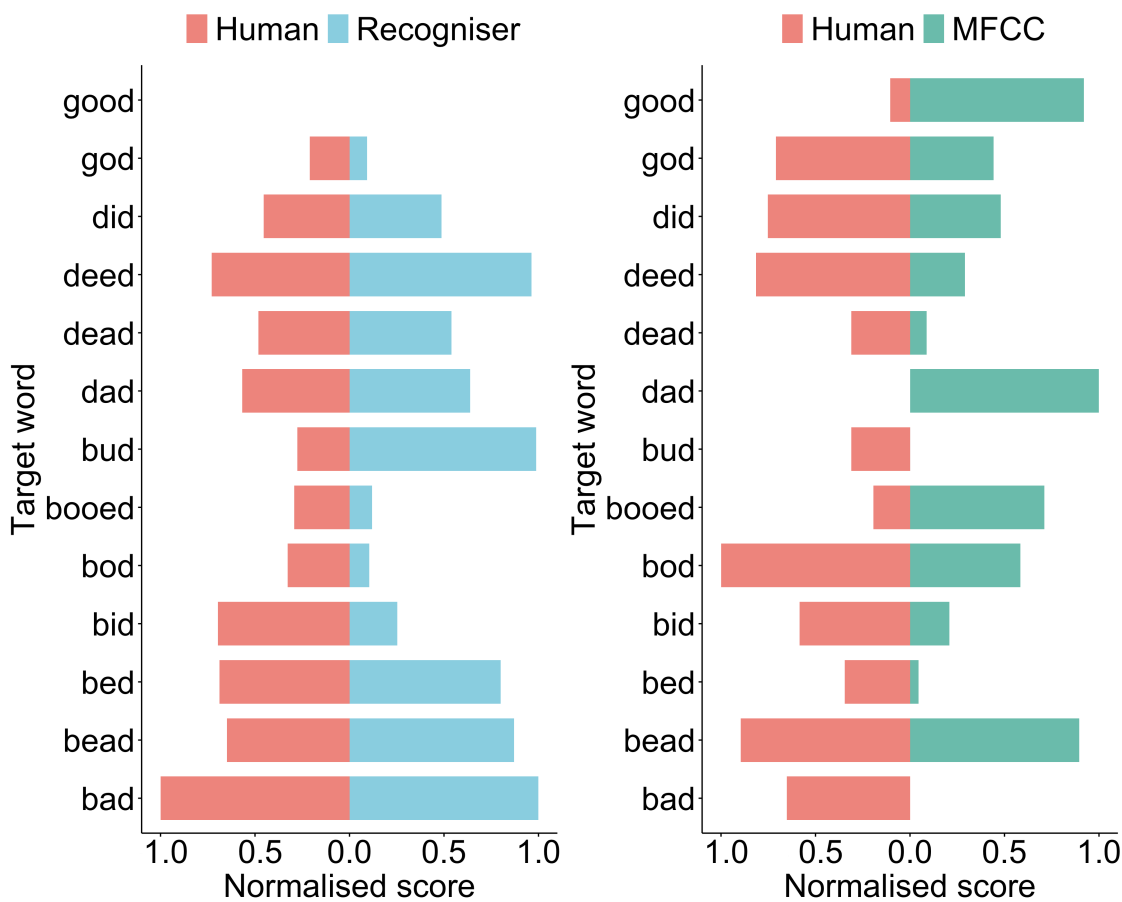 Human Recogniser
good
god
did
deed
dead
dad
bud
booed
bod
bid
bed
bead
bad
Target word
1.0 0.5 0.0 0.5 1.0
Normalised score
Human MFCC
good
god
did
deed
dead
dad
bud
booed
bod
bid
bed
bead
bad
Target word
1.0 0.5 0.0 0.5 1.0
Normalised score